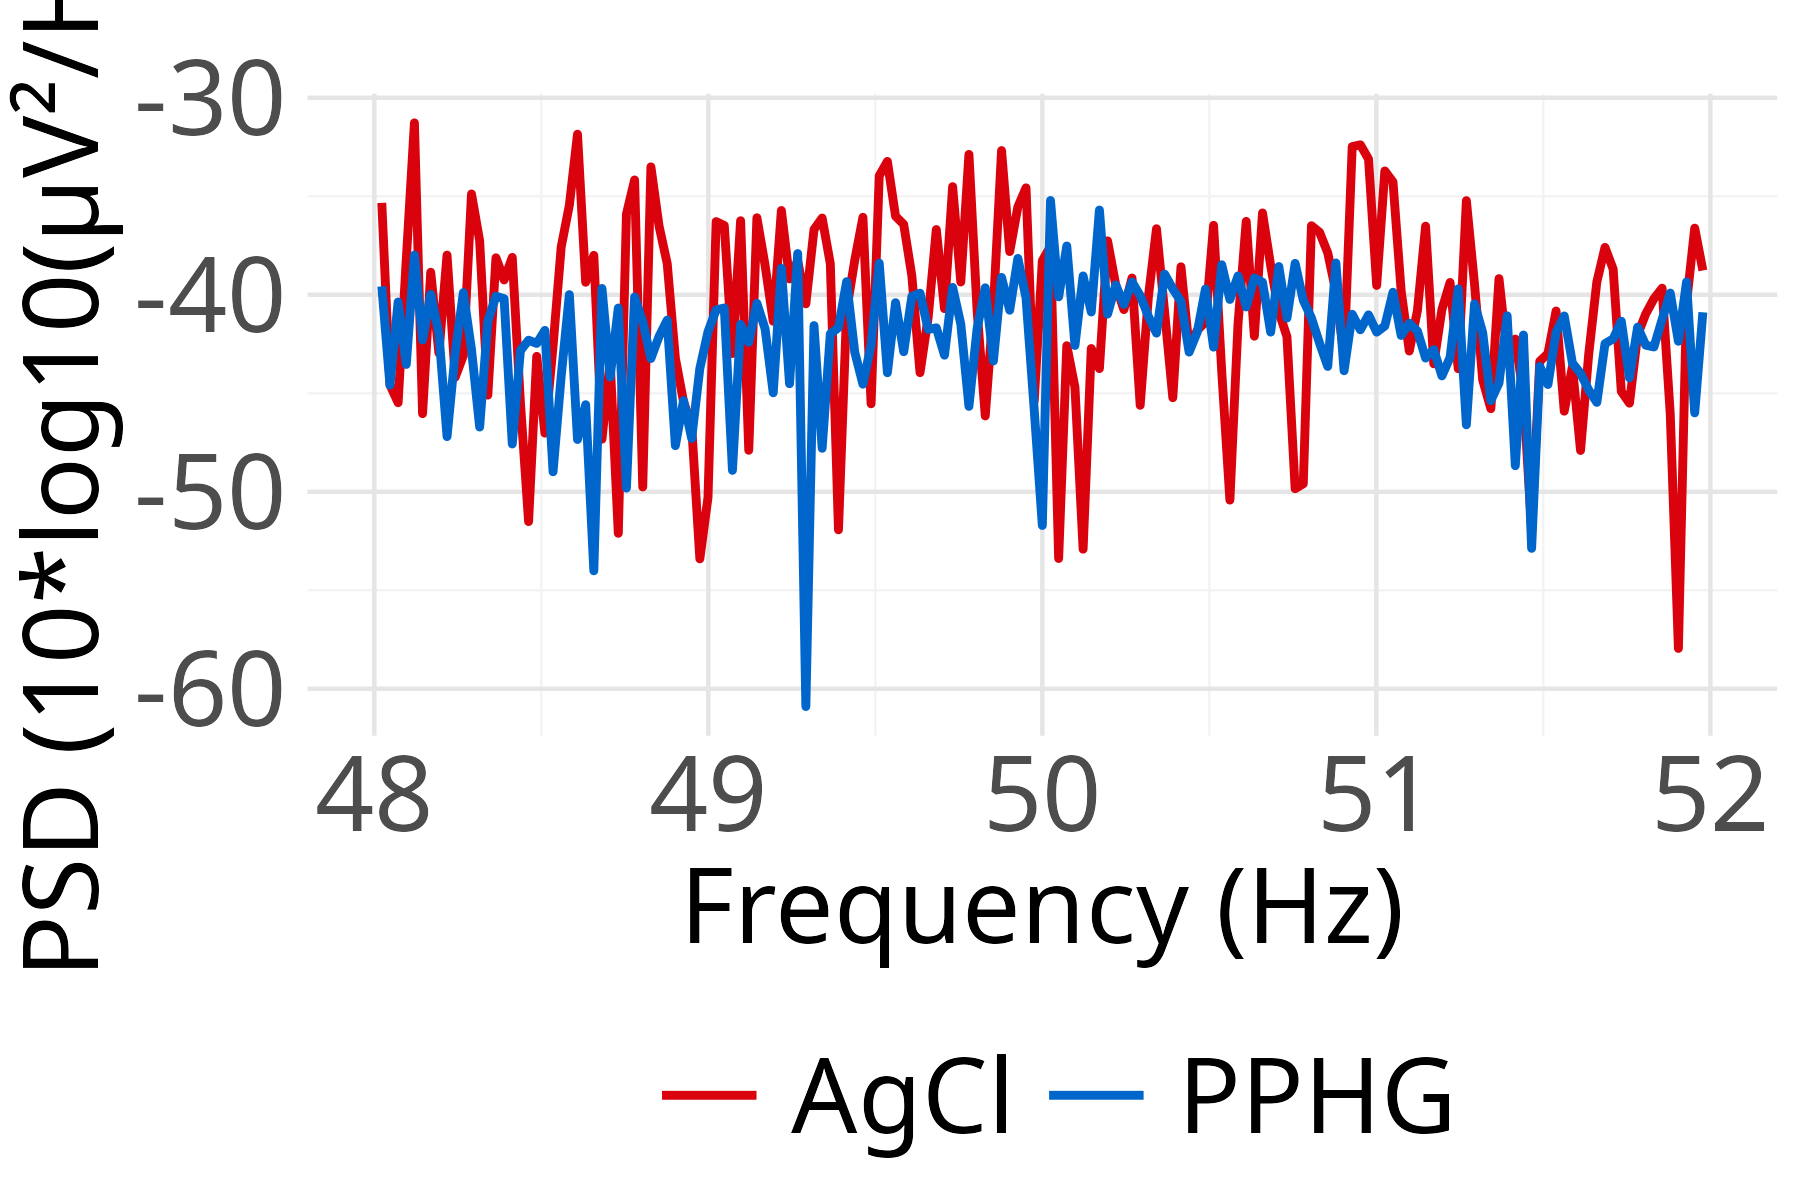 PSD (10*log10(µV²/H
-30
-40
-50
-60
48 49 50 51 52
Frequency (Hz)
AgCl PPHG